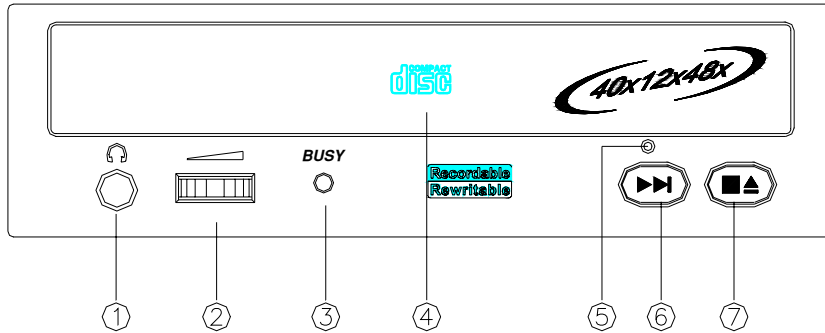 COMPACT
disc
40x12x48x
BUSY
Recordable
Rewritable
1 2 3 4 5 6 7